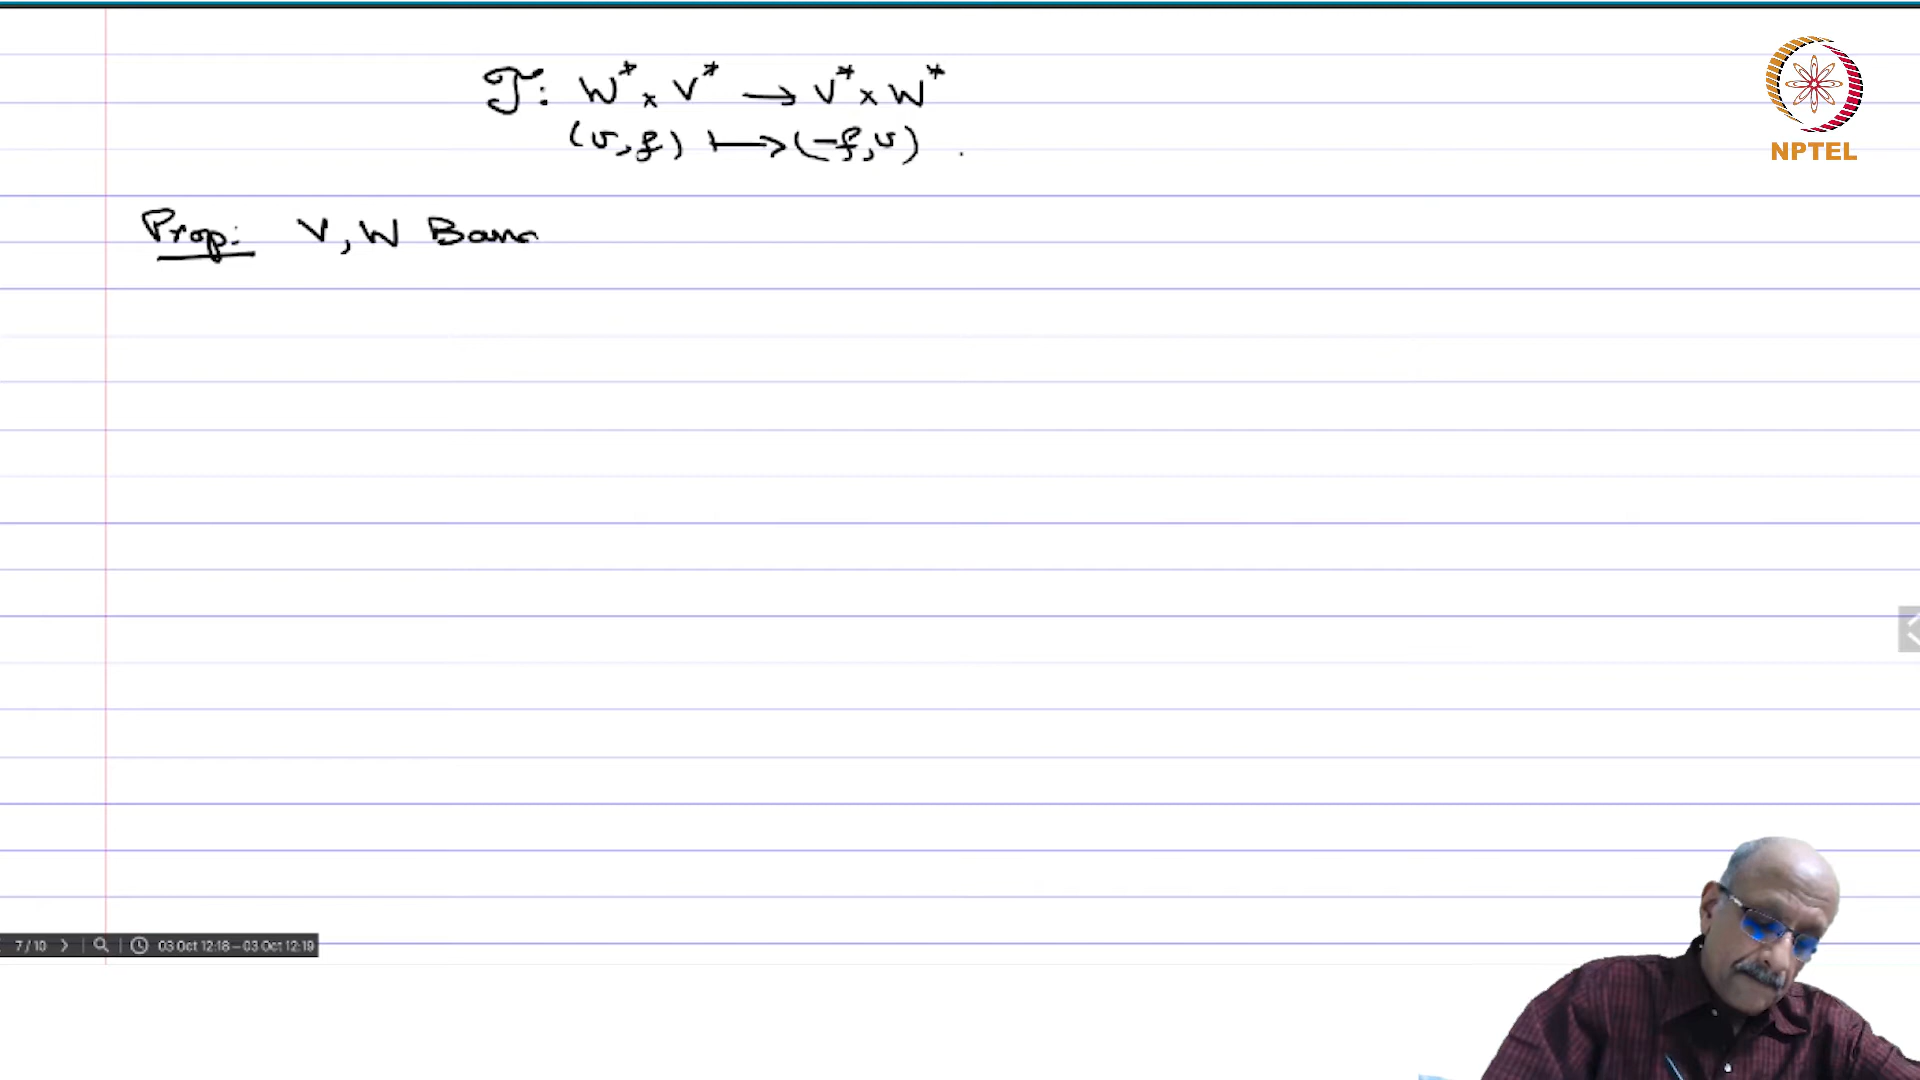 𝒥: W* × V* → V* × W*
(v, f) ↦ (-f, v) .
NPTEL
Prop: V, W Bana
7/10 03 Oct 12:18 – 03 Oct 12:19